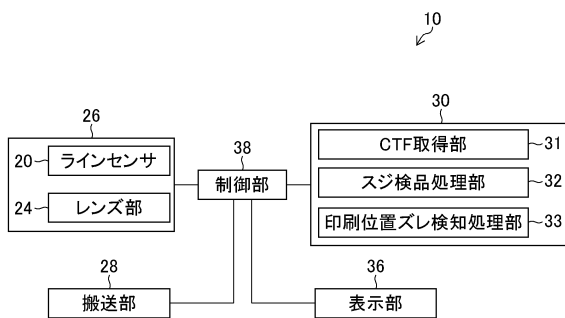 10
26
20
ラインセンサ
24
レンズ部
38
制御部
30
CTF取得部
31
スジ検品処理部
32
印刷位置ズレ検知処理部
33
28
搬送部
36
表示部